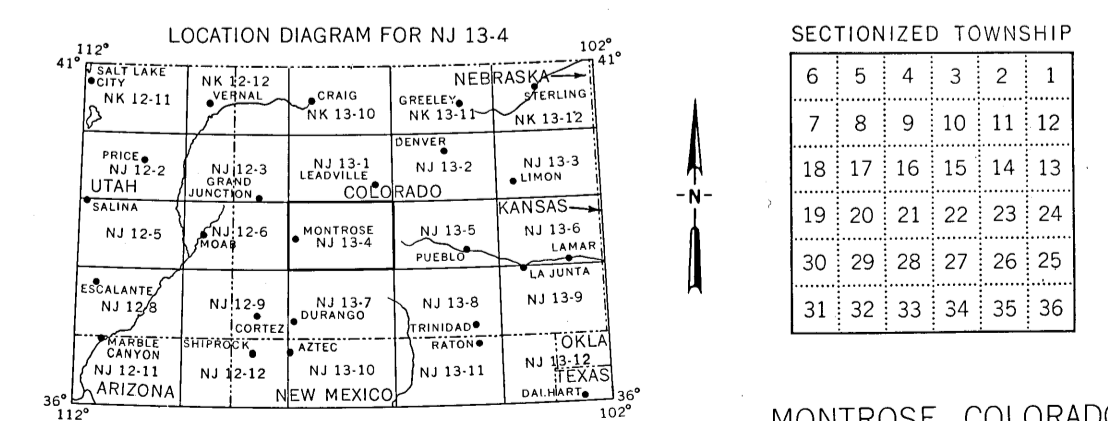 LOCATION DIAGRAM FOR NJ 13-4
112°
102°
41°
41°
SALT LAKE CITY
NK 12-11
NK 12-12
VERNAL
CRAIG
NK 13-10
NEBRASKA
GREELEY
NK 13-11
STERLING
NK 13-12
PRICE
NJ 12-2
UTAH
SALINA
NJ 12-3
GRAND JUNCTION
NJ 13-1
LEADVILLE
COLORADO
DENVER
NJ 13-2
NJ 13-3
LIMON
KANSAS
NJ 12-5
NJ 12-6
MOAB
MONTROSE
NJ 13-4
NJ 13-5
PUEBLO
NJ 13-6
LAMAR
LA JUNTA
ESCALANTE
NJ 12-8
NJ 12-9
CORTEZ
NJ 13-7
DURANGO
NJ 13-8
TRINIDAD
NJ 13-9
MARBLE CANYON
NJ 12-11
ARIZONA
SHIPROCK
NJ 12-12
AZTEC
NJ 13-10
NEW MEXICO
RATON
NJ 13-11
OKLA
NJ 13-12
TEXAS
DALHART
36°
112°
36°
102°
N
SECTIONIZED TOWNSHIP
6 5 4 3 2 1
7 8 9 10 11 12
18 17 16 15 14 13
19 20 21 22 23 24
30 29 28 27 26 25
31 32 33 34 35 36
MONTROSE, COLORADO